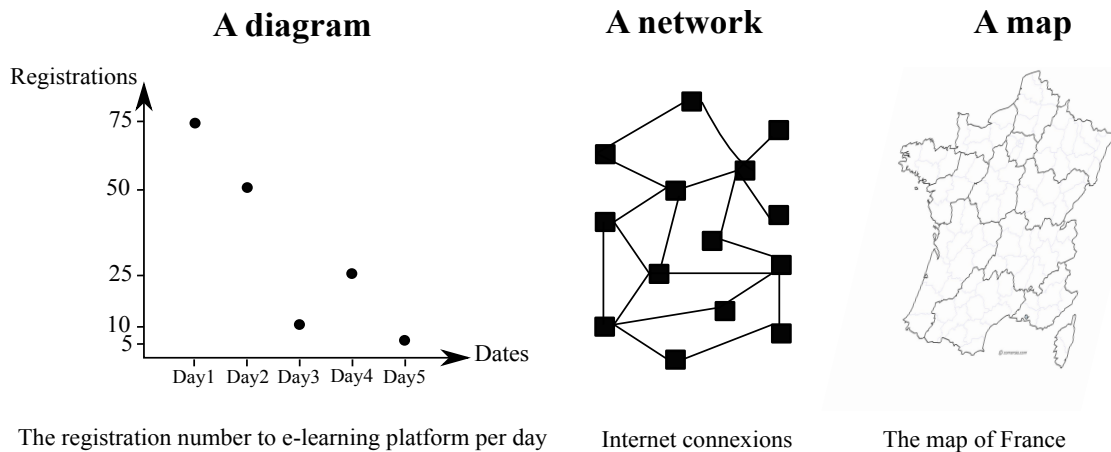 A diagram
A network
A map
Registrations
75
50
25
10
5
Dates
Day1 Day2 Day3 Day4 Day5
The registration number to e-learning platform per day
Internet connexions
The map of France